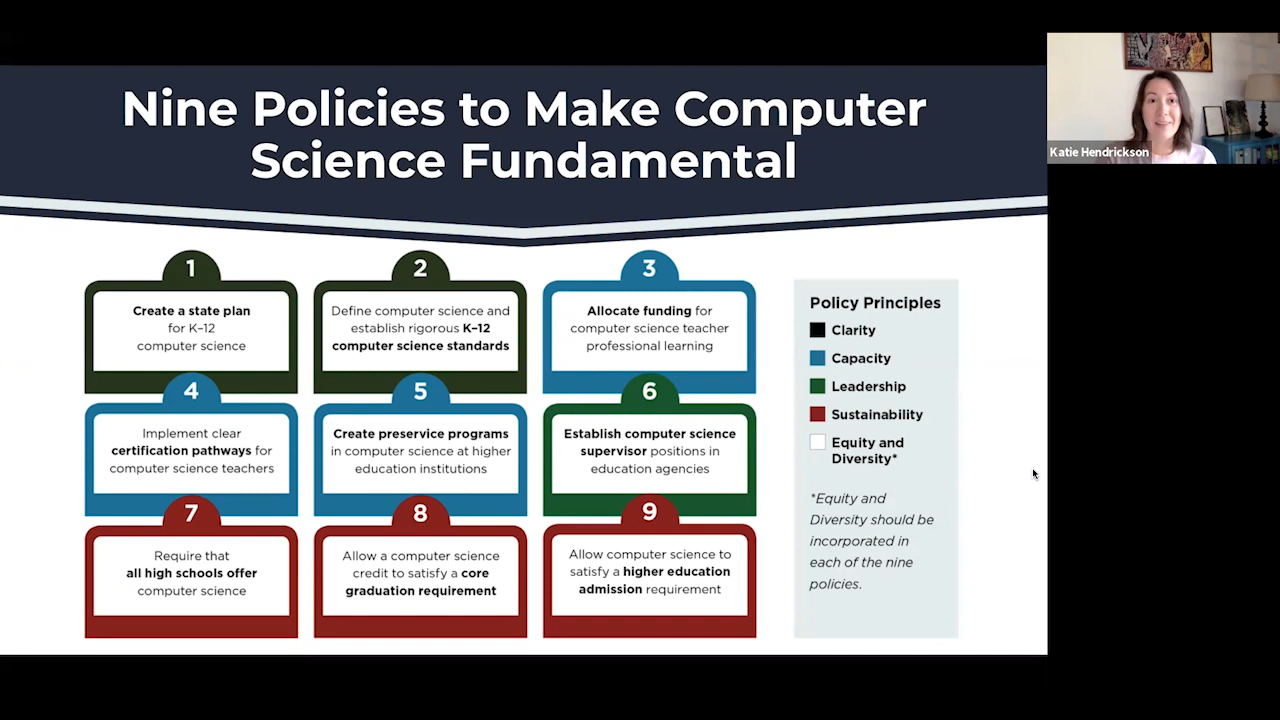 Nine Policies to Make Computer
Science Fundamental
Katie Hendrickson
1
Create a state plan
for K–12
computer science
2
Define computer science and
establish rigorous K–12
computer science standards
3
Allocate funding for
computer science teacher
professional learning
4
Implement clear
certification pathways for
computer science teachers
5
Create preservice programs
in computer science at higher
education institutions
6
Establish computer science
supervisor positions in
education agencies
7
Require that
all high schools offer
computer science
8
Allow a computer science
credit to satisfy a core
graduation requirement
9
Allow computer science to
satisfy a higher education
admission requirement
Policy Principles
Clarity
Capacity
Leadership
Sustainability
Equity and
Diversity*
*Equity and
Diversity should be
incorporated in
each of the nine
policies.